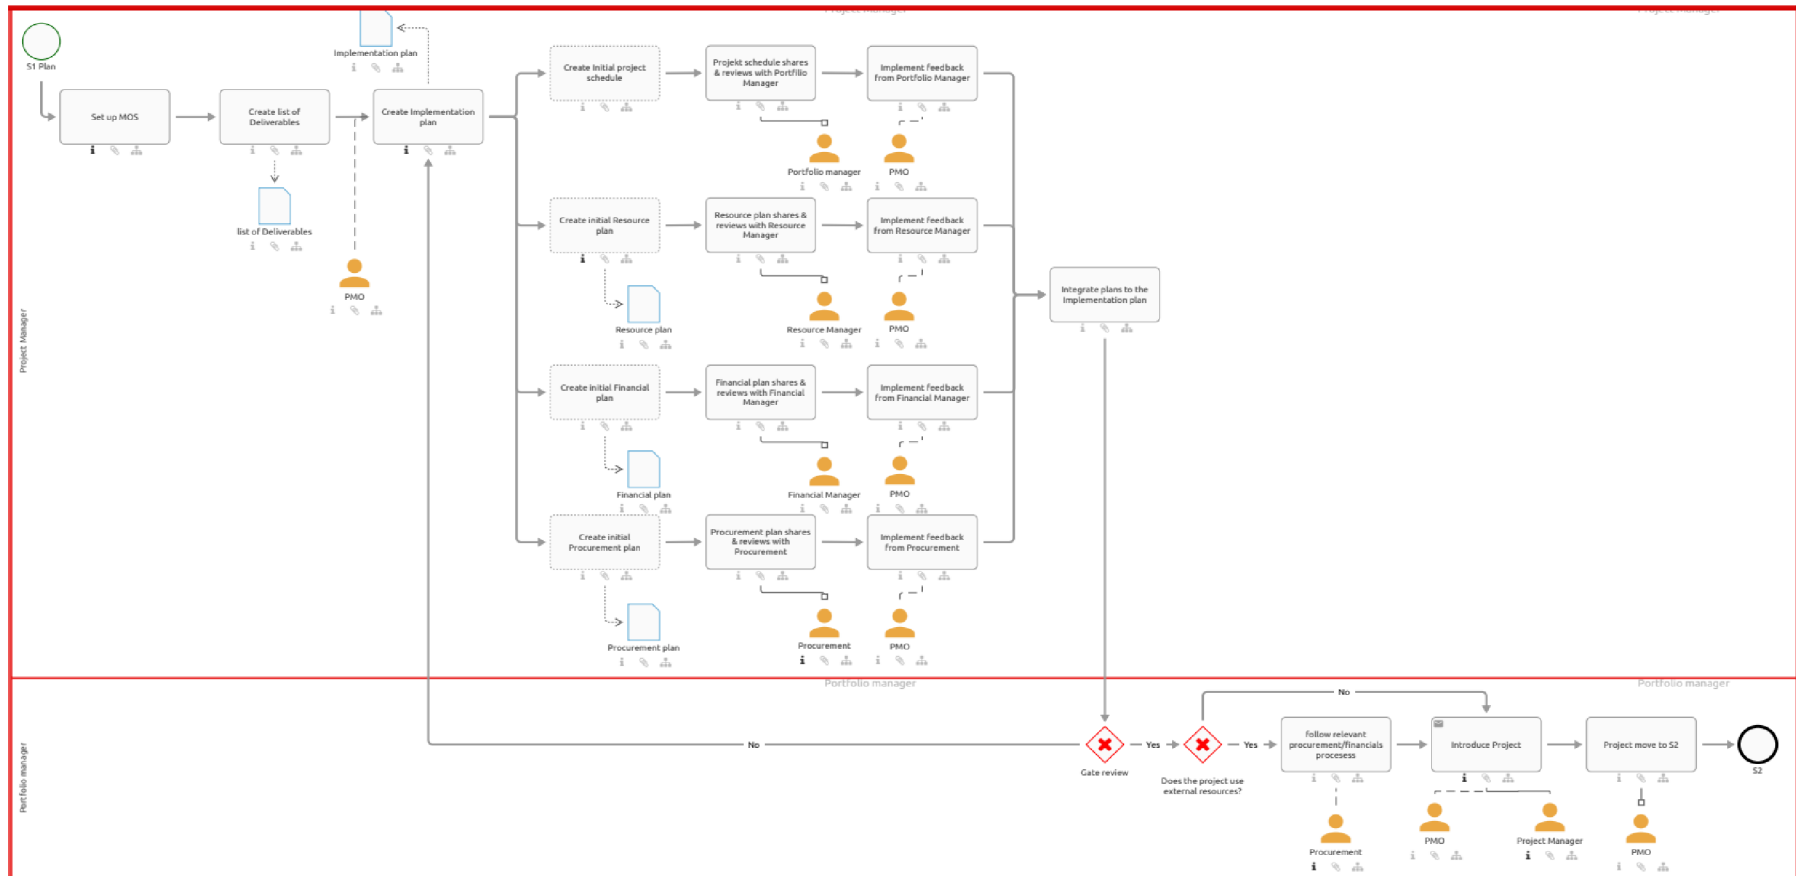 Project Manager
Project Manager
S1 Plan
Implementation plan
Set up MOS
Create list of
Deliverables
Create Implementation
plan
list of Deliverables
PMO
Create Initial project
schedule
Projekt schedule shares
& reviews with Portfilio
Manager
Implement feedback
from Portfolio Manager
Portfolio manager
PMO
Create initial Resource
plan
Resource plan shares &
reviews with Resource
Manager
Implement feedback
from Resource Manager
Resource plan
Resource Manager
PMO
Integrate plans to the
Implementation plan
Project Manager
Create initial Financial
plan
Financial plan shares &
reviews with Financial
Manager
Implement feedback
from Financial Manager
Financial plan
Financial Manager
PMO
Create initial
Procurement plan
Procurement plan shares
& reviews with
Procurement
Implement feedback
from Procurement
Procurement plan
Procurement
PMO
Portfolio manager
Portfolio manager
Portfolio manager
No
No
Gate review
Yes
Does the project use
external resources?
Yes
follow relevant
procurement/financials
procesess
Introduce Project
Project move to S2
S2
Procurement
PMO
Project Manager
PMO